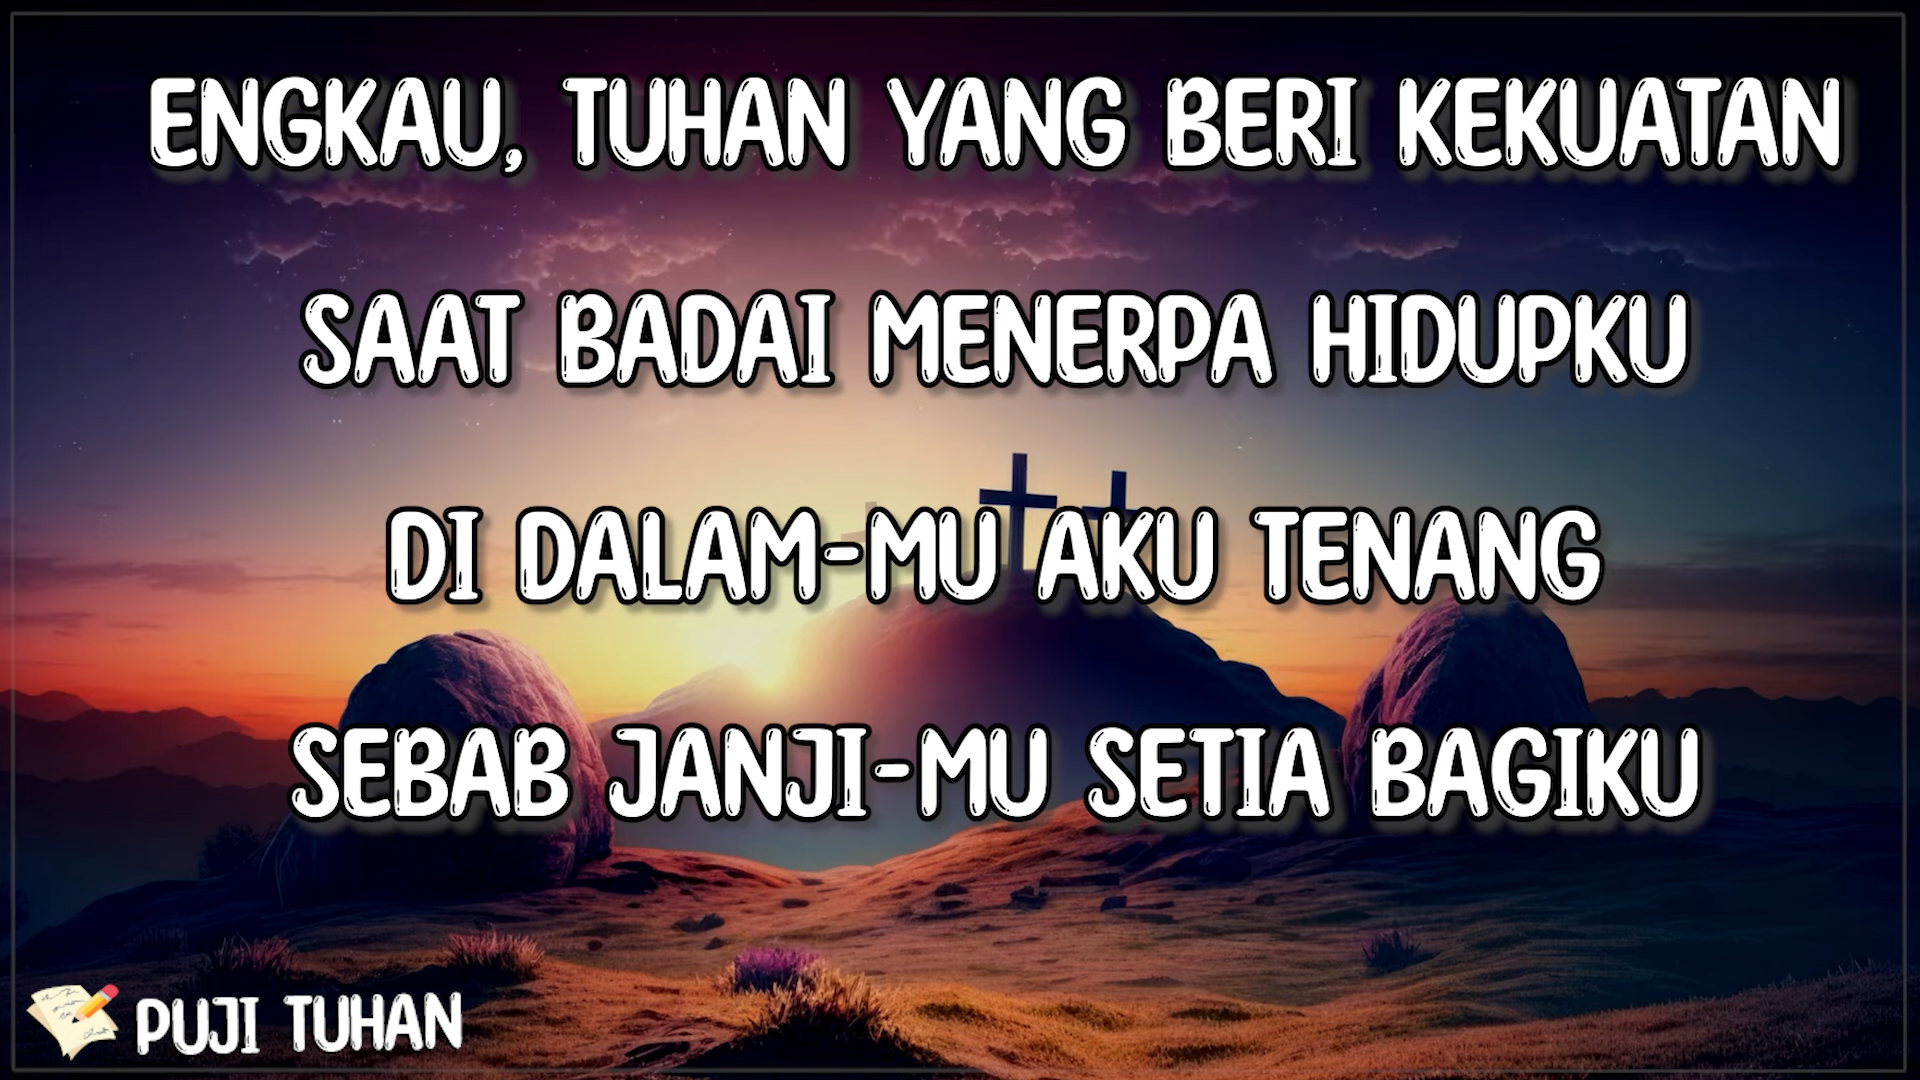 ENGKAU, TUHAN YANG BERI KEKUATAN
SAAT BADAI MENERPA HIDUPKU
DI DALAM-MU AKU TENANG
SEBAB JANJI-MU SETIA BAGIKU
PUJI TUHAN